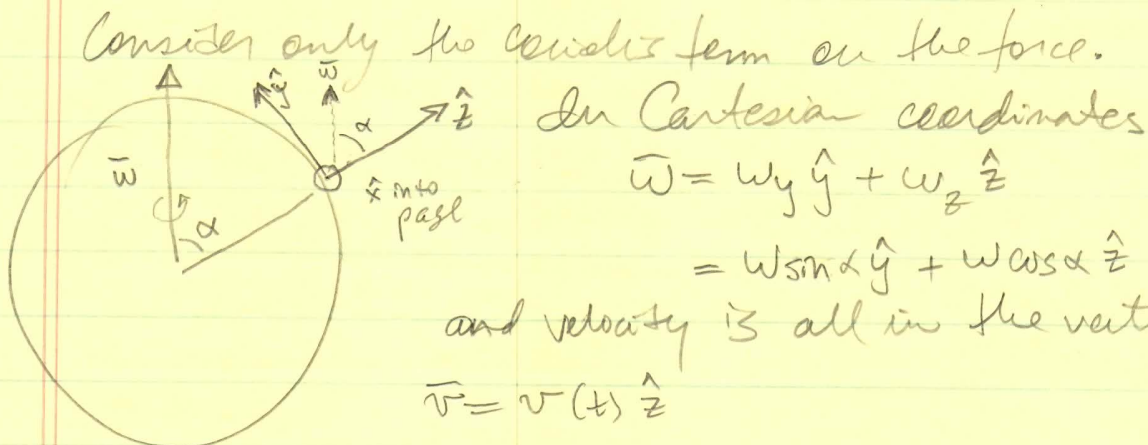 Consider only the coriolis term on the force.
ω̄ ŷ ω̄ α ẑ In Cartesian coordinates
α x̂ into page ω̄ = ωy ŷ + ωz ẑ
= ω sin α ŷ + ω cos α ẑ
and velocity is all in the vert
v̄ = v(t) ẑ